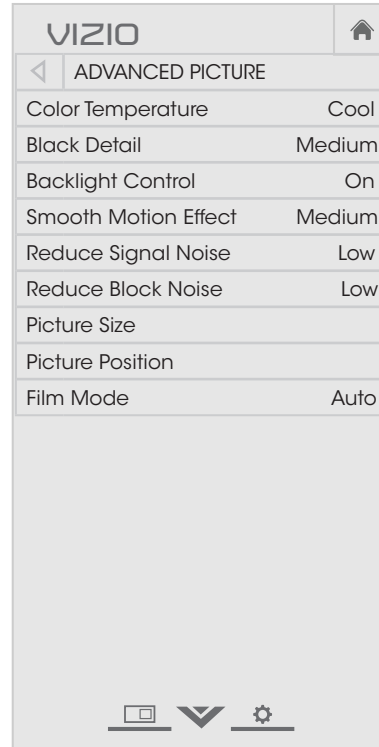 VIZIO
ADVANCED PICTURE
Color Temperature Cool
Black Detail Medium
Backlight Control On
Smooth Motion Effect Medium
Reduce Signal Noise Low
Reduce Block Noise Low
Picture Size
Picture Position
Film Mode Auto